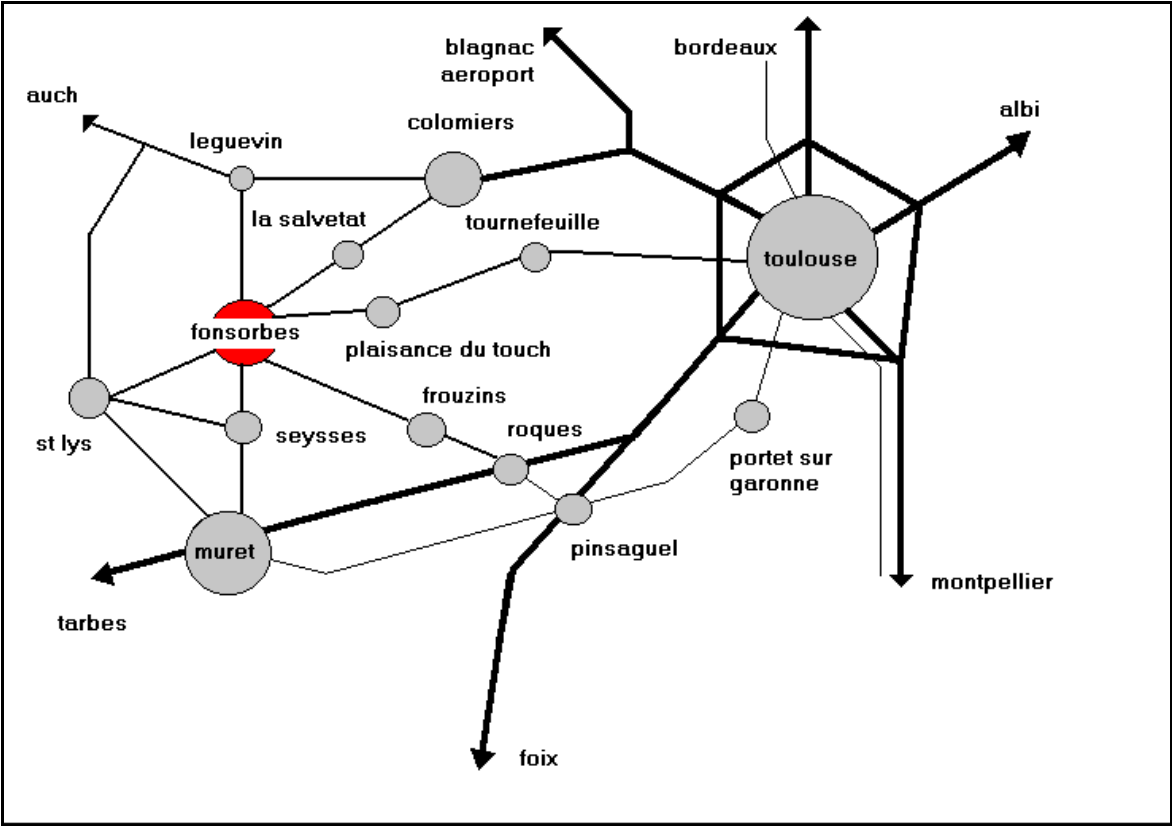 blagnac
aeroport
bordeaux
auch
albi
colomiers
leguevin
la salvetat
tournefeuille
toulouse
fonsorbes
plaisance du touch
frouzins
roques
st lys
seysses
portet sur
garonne
muret
pinsaguel
montpellier
tarbes
foix